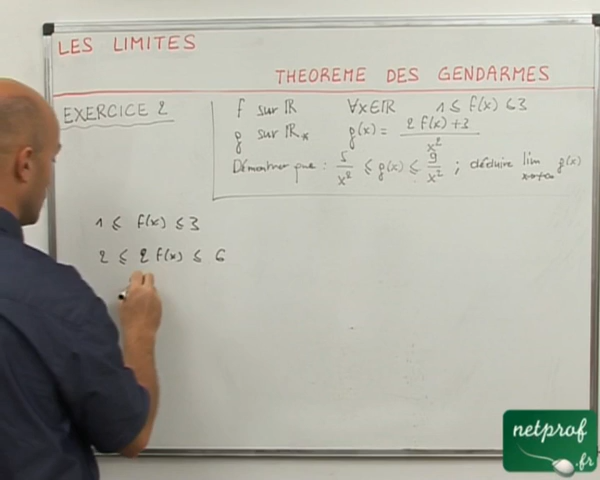 LES LIMITES
THEOREME DES GENDARMES
EXERCICE 2
f sur ℝ ∀x∈ℝ 1 ≤ f(x) ≤ 3
g sur ℝ* g(x) = (2 f(x) + 3) / x²
Démontrer que : 5/x² ≤ g(x) ≤ 9/x² ; déduire lim x→+∞ g(x)
1 ≤ f(x) ≤ 3
2 ≤ 2 f(x) ≤ 6
netprof
.fr